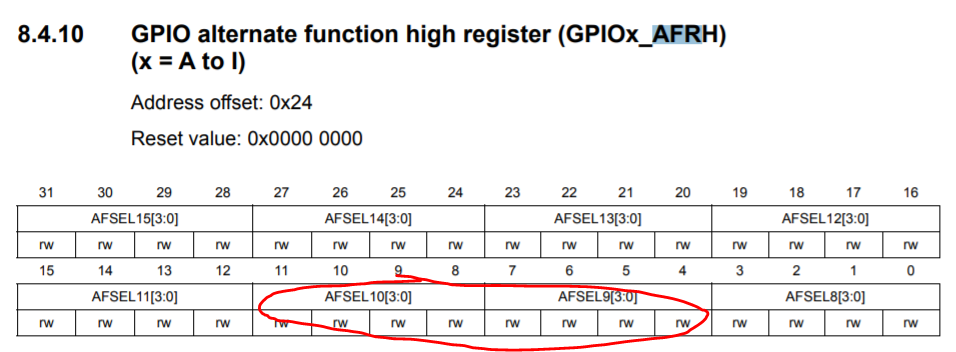 8.4.10 GPIO alternate function high register (GPIOx_AFRH)
(x = A to I)
Address offset: 0x24
Reset value: 0x0000 0000
31 30 29 28 27 26 25 24 23 22 21 20 19 18 17 16
AFSEL15[3:0] AFSEL14[3:0] AFSEL13[3:0] AFSEL12[3:0]
rw rw rw rw rw rw rw rw rw rw rw rw rw rw rw rw
15 14 13 12 11 10 9 8 7 6 5 4 3 2 1 0
AFSEL11[3:0] AFSEL10[3:0] AFSEL9[3:0] AFSEL8[3:0]
rw rw rw rw rw rw rw rw rw rw rw rw rw rw rw rw